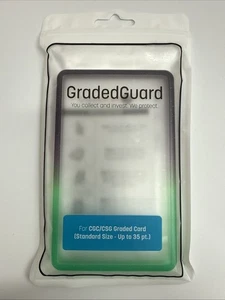 GradedGuard
You collect and invest. We protect.
For CGC/CSG Graded Card
(Standard Size - Up to 35 pt.)